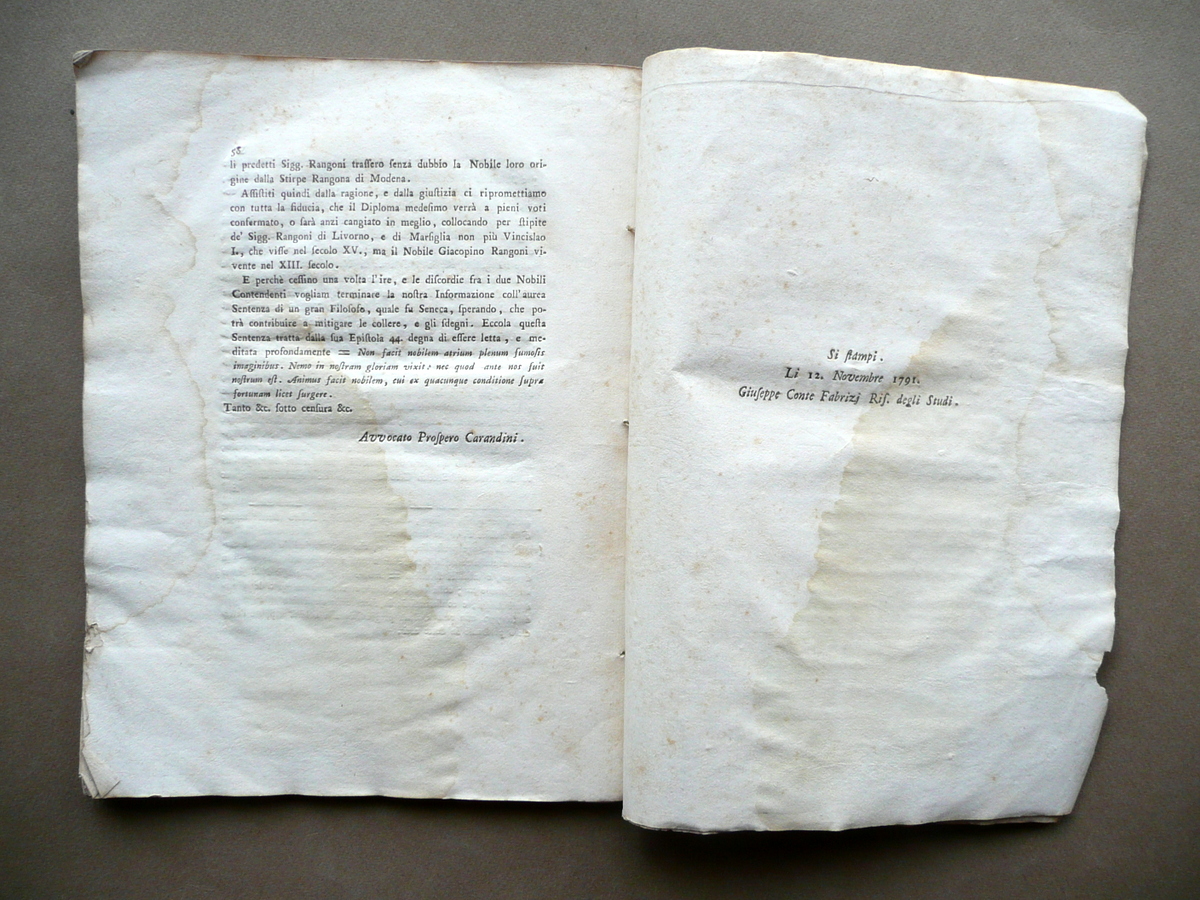 58
li predetti Sigg. Rangoni traſſero ſenza dubbio la Nobile loro ori-
gine dalla Stirpe Rangona di Modena.
Aſſiſtiti quindi dalla ragione, e dalla giuſtizia ci ripromettiamo
con tutta la fiducia, che il Diploma medeſimo verrà a pieni voti
confermato, o ſarà anzi cangiato in meglio, collocando per ſtipite
de' Sigg. Rangoni di Livorno, e di Marſiglia non più Vincislao
I., che viſſe nel ſecolo XV., ma il Nobile Giacopino Rangoni vi-
vente nel XIII. ſecolo.
E perchè ceſſino una volta l'ire, e le diſcordie fra i due Nobili
Contendenti vogliam terminare la noſtra Informazione coll'aurea
Sentenza di un gran Filoſofo, quale fu Seneca, ſperando, che po-
trà contribuire a mitigare le collere, e gli ſdegni. Eccola queſta
Sentenza tratta dalla ſua Epiſtola 44. degna di eſſere letta, e me-
ditata profondamente = Non facit nobilem atrium plenum fumoſis
imaginibus. Nemo in noſtram gloriam vixit: nec quod ante nos fuit
noſtrum eſt. Animus facit nobilem, cui ex quacunque conditione ſupra
fortunam licet ſurgere.
Tanto &c. ſotto cenſura &c.
Avvocato Proſpero Carandini.
Si ſtampi.
Li 12. Novembre 1791.
Giuſeppe Conte Fabrizj Riſ. degli Studi.